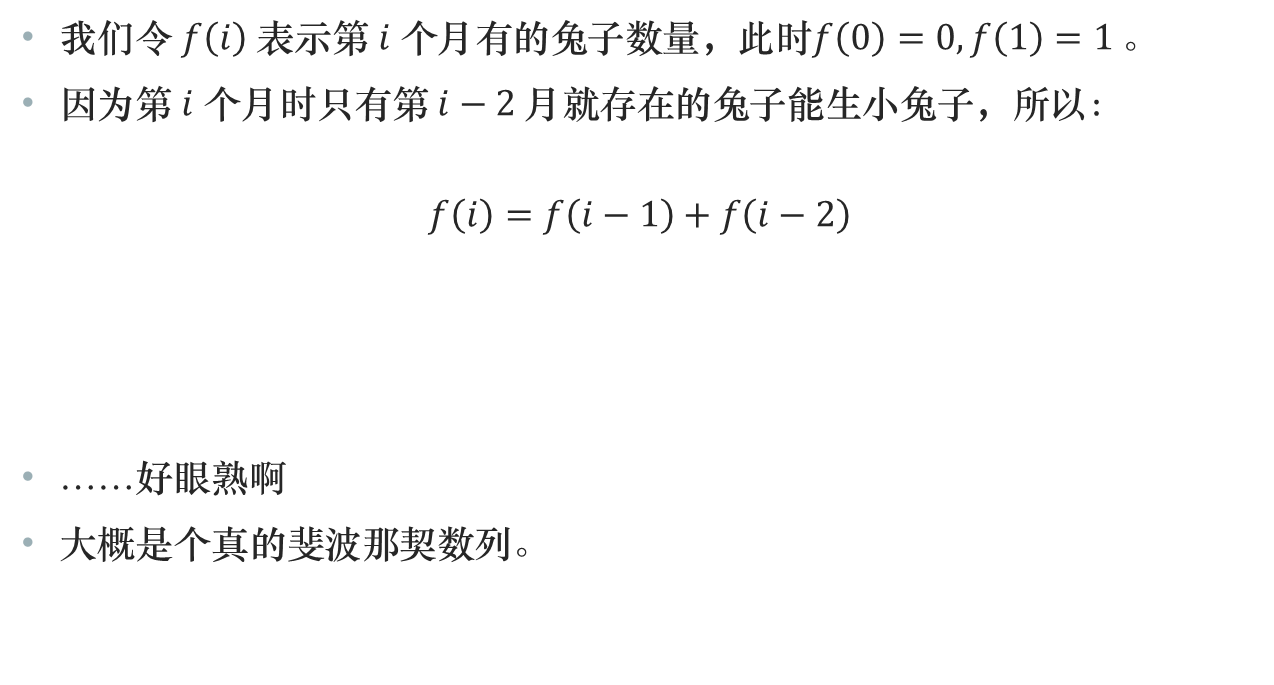 • 我们令 f(i) 表示第 i 个月有的兔子数量，此时f(0) = 0, f(1) = 1 。
• 因为第 i 个月时只有第 i − 2 月就存在的兔子能生小兔子，所以：
f(i) = f(i − 1) + f(i − 2)
• ……好眼熟啊
• 大概是个真的斐波那契数列。